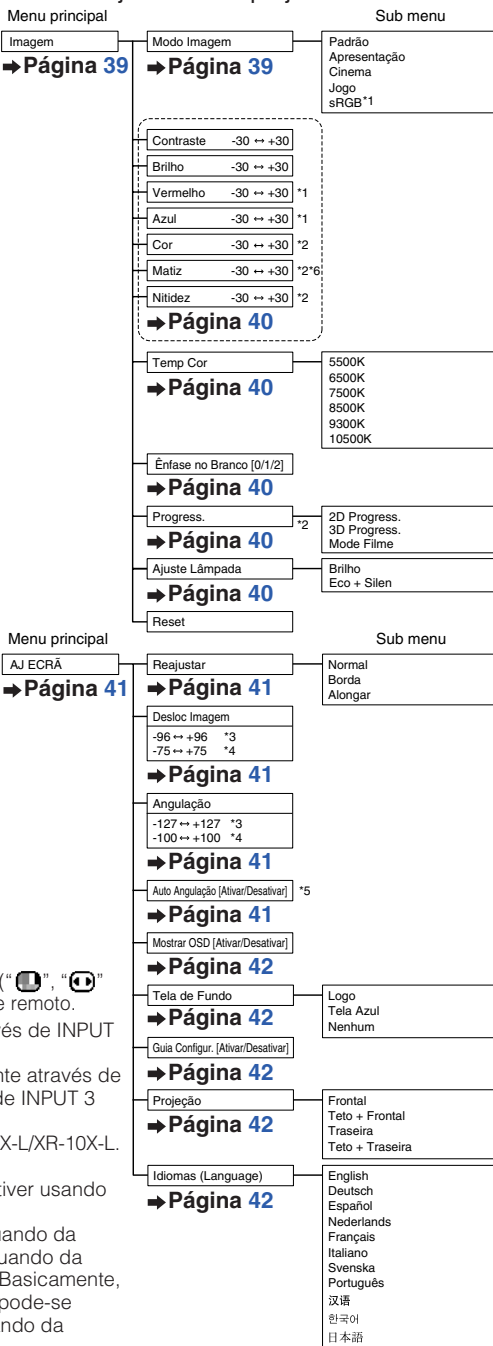 Menu principal
Sub menu
Imagem
➡Página 39
Modo Imagem
➡Página 39
Padrão
Apresentação
Cinema
Jogo
sRGB*1
Contraste -30 ↔ +30
Brilho -30 ↔ +30
Vermelho -30 ↔ +30 *1
Azul -30 ↔ +30 *1
Cor -30 ↔ +30 *2
Matiz -30 ↔ +30 *2*6
Nitidez -30 ↔ +30 *2
➡Página 40
Temp Cor
➡Página 40
5500K
6500K
7500K
8500K
9300K
10500K
Ênfase no Branco [0/1/2]
➡Página 40
Progress. *2
➡Página 40
2D Progress.
3D Progress.
Mode Filme
Ajuste Lâmpada
➡Página 40
Brilho
Eco + Silen
Reset
Menu principal
Sub menu
AJ ECRÃ
➡Página 41
Reajustar
➡Página 41
Normal
Borda
Alongar
Desloc Imagem
-96 ↔ +96 *3
-75 ↔ +75 *4
➡Página 41
Angulação
-127 ↔ +127 *3
-100 ↔ +100 *4
➡Página 41
Auto Angulação [Ativar/Desativar] *5
➡Página 41
Mostrar OSD [Ativar/Desativar]
➡Página 42
Tela de Fundo
➡Página 42
Logo
Tela Azul
Nenhum
Guia Configur. [Ativar/Desativar]
➡Página 42
Projeção
➡Página 42
Frontal
Teto + Frontal
Traseira
Teto + Traseira
Idiomas (Language)
➡Página 42
English
Deutsch
Español
Nederlands
Français
Italiano
Svenska
Português
汉语
한국어
日本語
(“ ”, “ ”
e remoto.
vés de INPUT
nte através de
de INPUT 3
X-L/XR-10X-L.
tiver usando
uando da
uando da
Basicamente,
pode-se
ando da